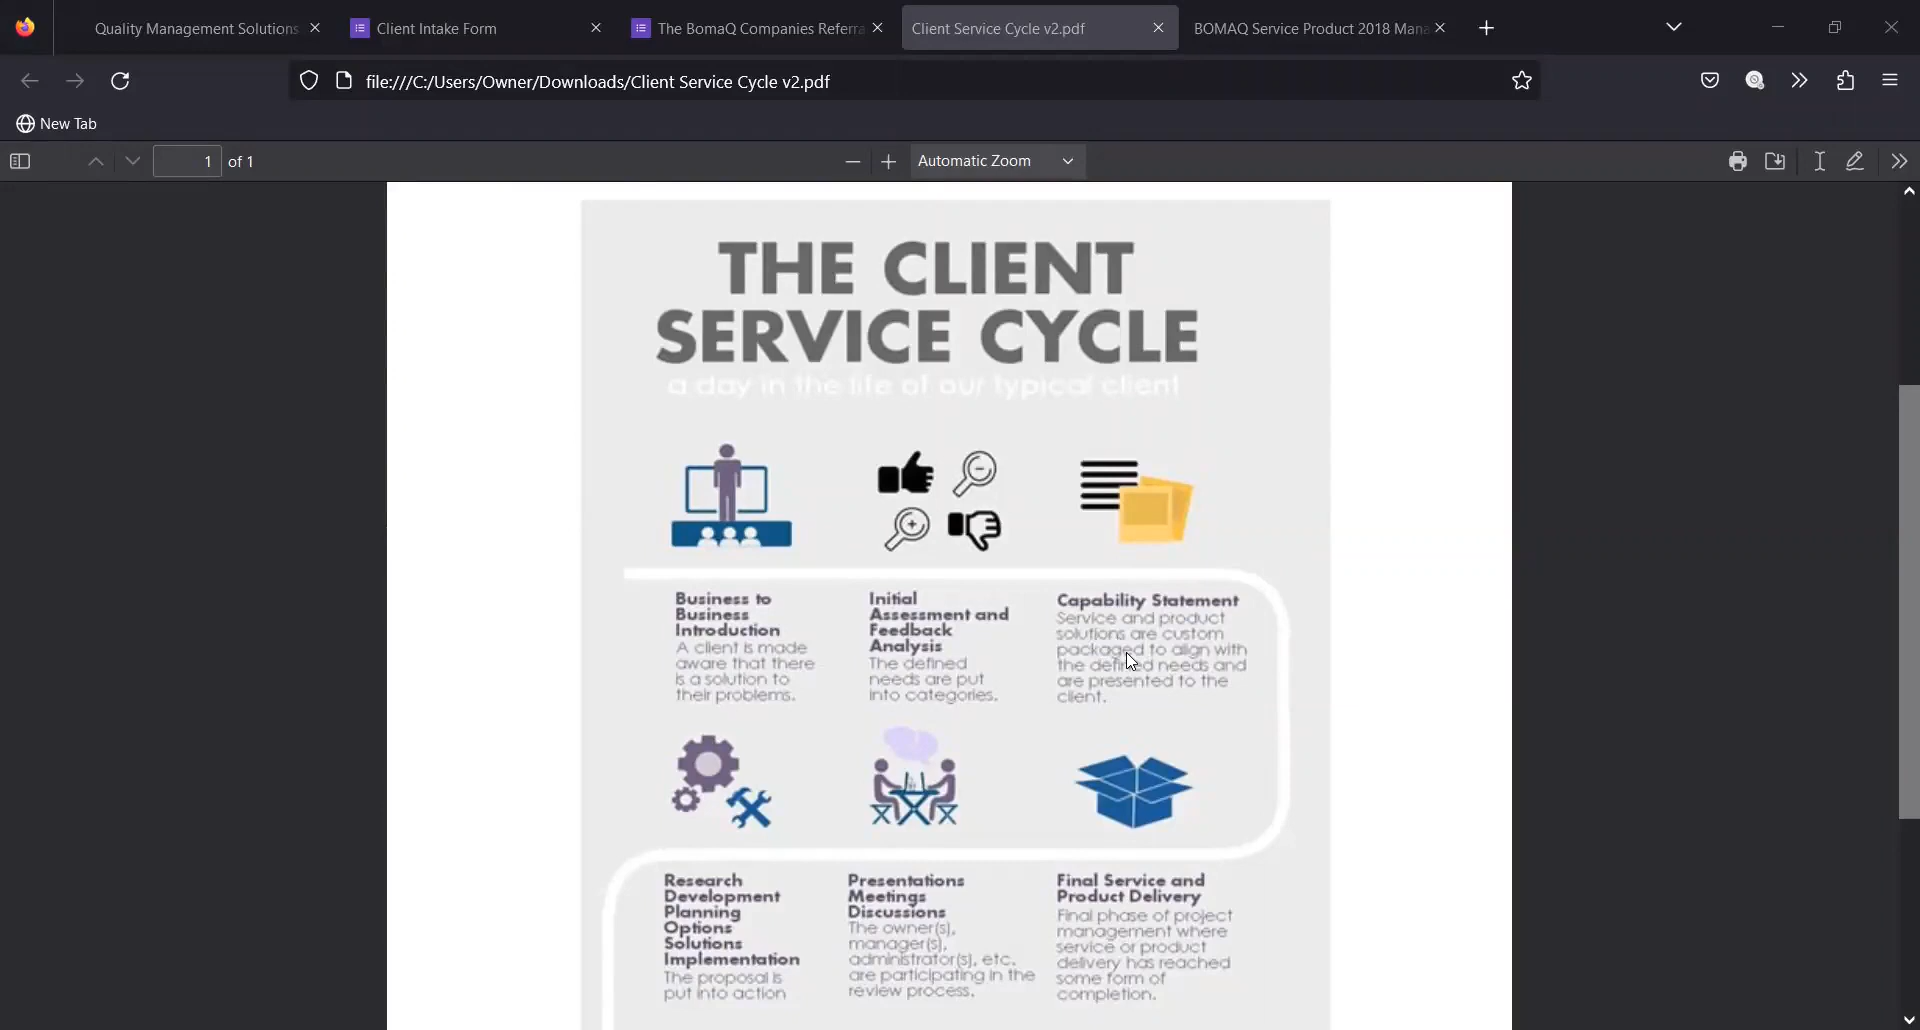 Quality Management Solutions
Client Intake Form
The BomaQ Companies Referra
Client Service Cycle v2.pdf
BOMAQ Service Product 2018 Mana
file:///C:/Users/Owner/Downloads/Client Service Cycle v2.pdf
New Tab
1 of 1
Automatic Zoom
THE CLIENT
SERVICE CYCLE
a day in the life of our typical client
Business to
Business
Introduction
A client is made
aware that there
is a solution to
their problems.
Initial
Assessment and
Feedback
Analysis
The defined
needs are put
into categories.
Capability Statement
Service and product
solutions are custom
packaged to align with
the defined needs and
are presented to the
client.
Research
Development
Planning
Options
Solutions
Implementation
The proposal is
put into action
Presentations
Meetings
Discussions
The owner(s),
manager(s),
administrator(s), etc.
are participating in the
review process.
Final Service and
Product Delivery
Final phase of project
management where
service or product
delivery has reached
some form of
completion.